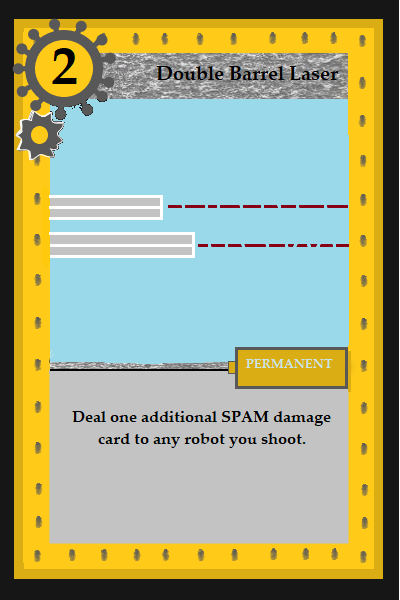 2
Double Barrel Laser
PERMANENT
Deal one additional SPAM damage
card to any robot you shoot.